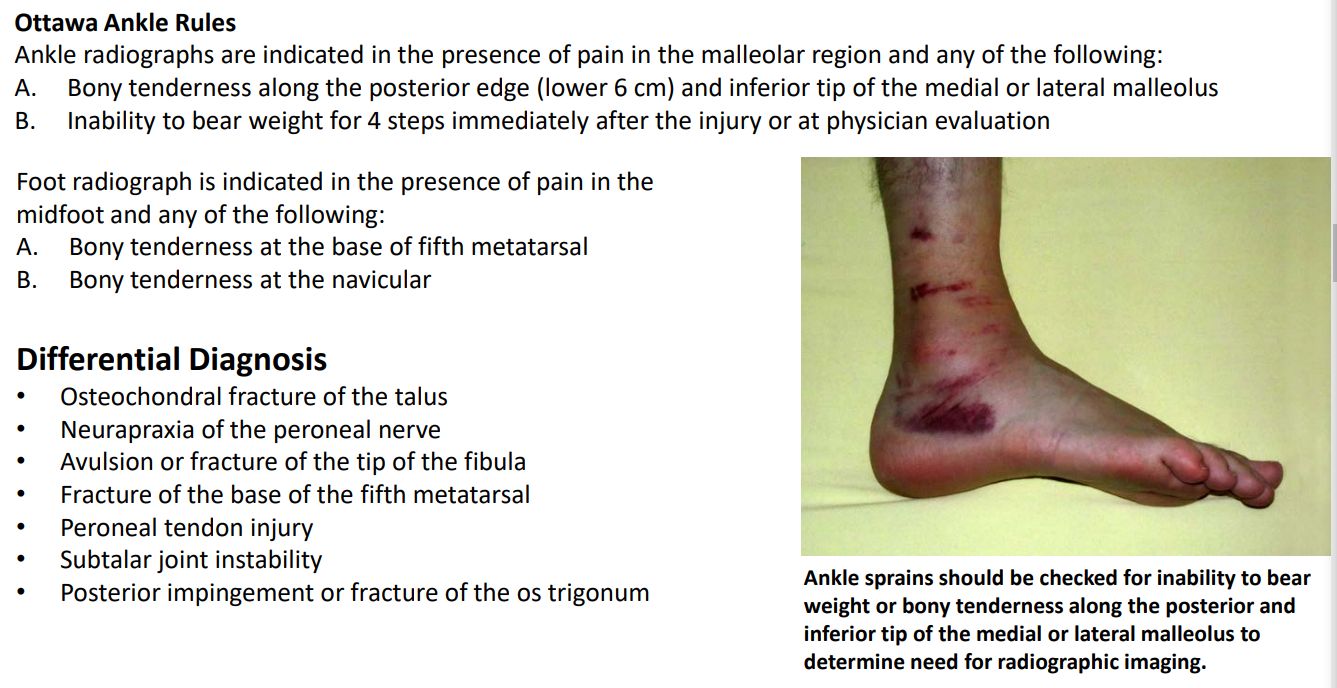 Ottawa Ankle Rules
Ankle radiographs are indicated in the presence of pain in the malleolar region and any of the following:
A. Bony tenderness along the posterior edge (lower 6 cm) and inferior tip of the medial or lateral malleolus
B. Inability to bear weight for 4 steps immediately after the injury or at physician evaluation
Foot radiograph is indicated in the presence of pain in the
midfoot and any of the following:
A. Bony tenderness at the base of fifth metatarsal
B. Bony tenderness at the navicular
Differential Diagnosis
• Osteochondral fracture of the talus
• Neurapraxia of the peroneal nerve
• Avulsion or fracture of the tip of the fibula
• Fracture of the base of the fifth metatarsal
• Peroneal tendon injury
• Subtalar joint instability
• Posterior impingement or fracture of the os trigonum
Ankle sprains should be checked for inability to bear
weight or bony tenderness along the posterior and
inferior tip of the medial or lateral malleolus to
determine need for radiographic imaging.